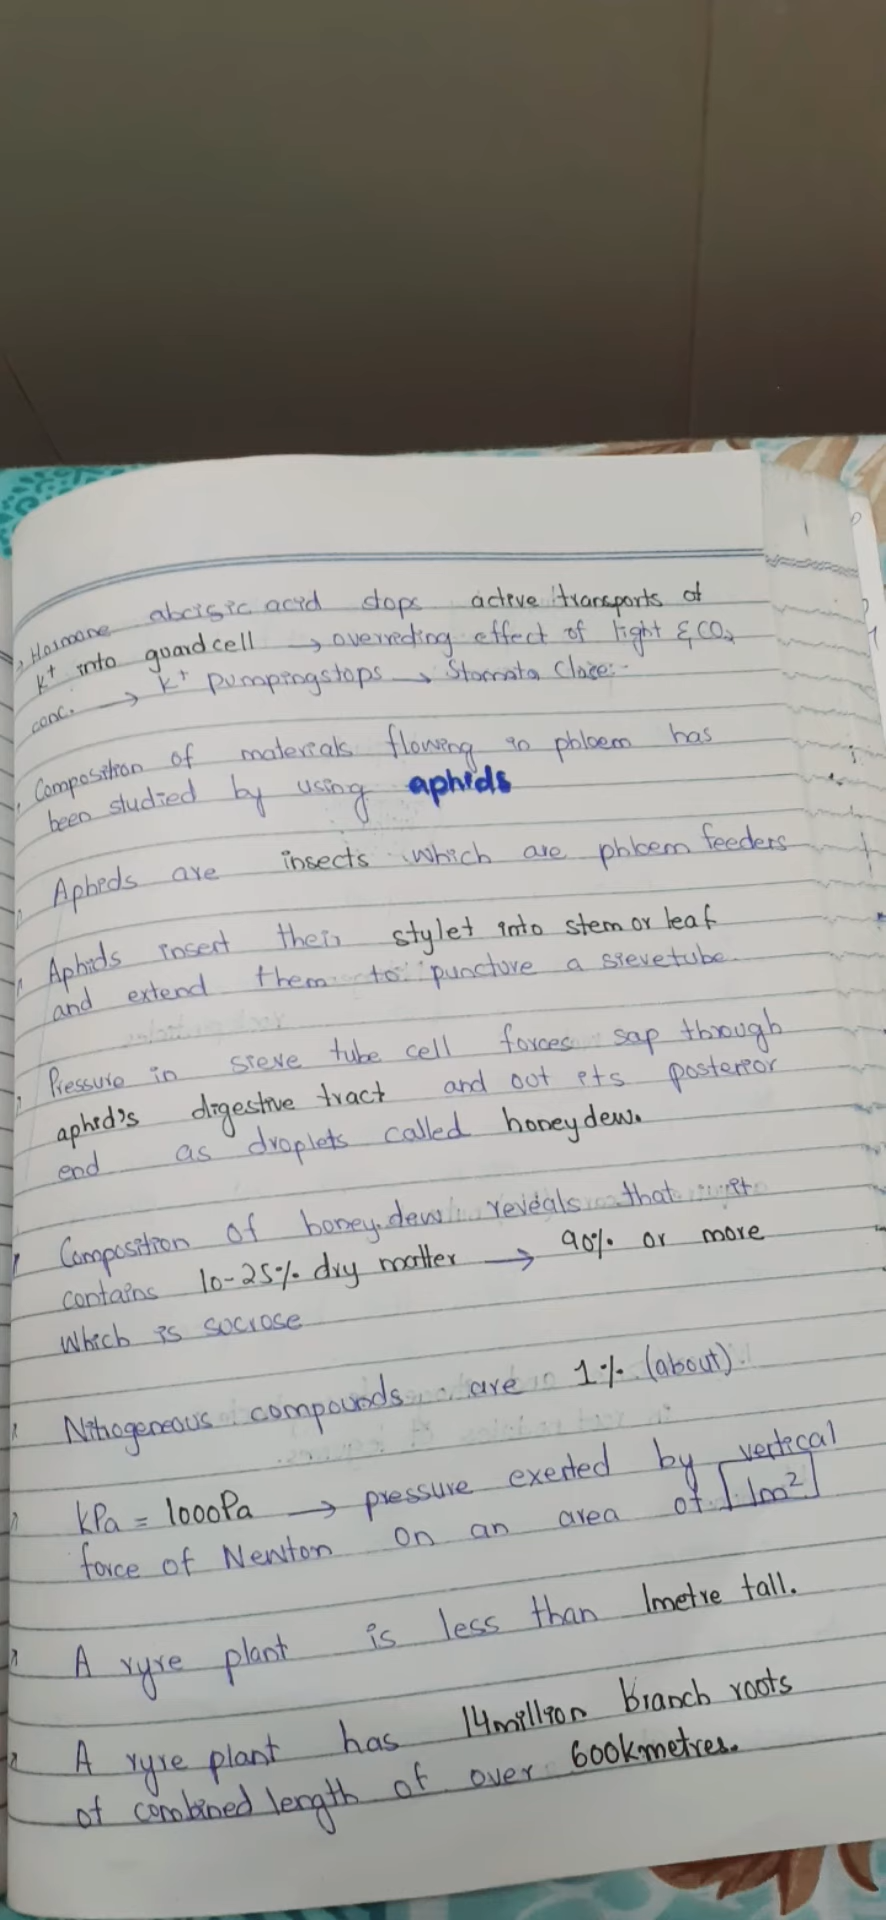 Hormone abcisic acid stops active transports of
K+ into guard cell → overreding effect of light & CO2
conc. → K+ pumping stops → Stomata Close:-
Composition of materials flowing in phloem has
been studied by using aphids
Aphids are insects which are phloem feeders
Aphids insert their stylet into stem or leaf
and extend them to puncture a sievetube.
Pressure in sieve tube cell forces sap through
aphid's digestive tract and out its posterior
end as droplets called honeydew.
Composition of honey.dew reveals that it
contains 10-25% dry matter → 90% or more
which is sucrose
Nithogeneous compounds are 1% (about).
kPa = 1000Pa → pressure exerted by vertical
force of Newton on an area of [1m²]
A ryre plant is less than 1metre tall.
A ryre plant has 14million branch roots
of combined length of over 600kmetres.